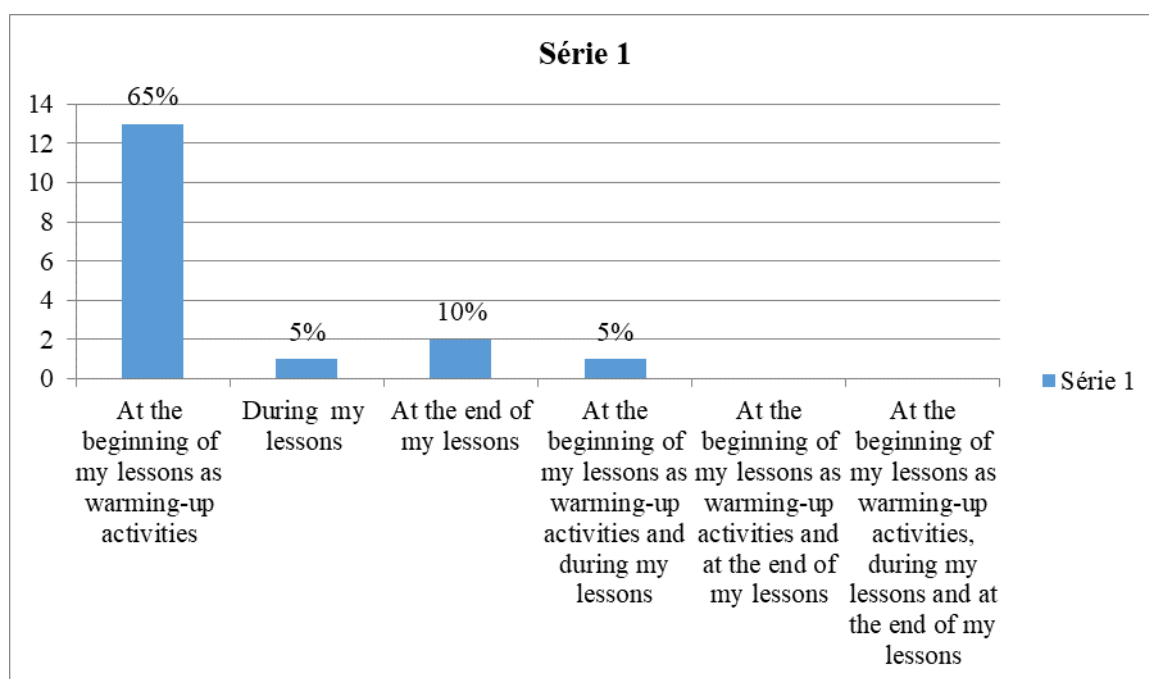 Série 1
65%
14
12
10
8
6
4
2
0
5%
10%
5%
At the
beginning of
my lessons as
warming-up
activities
During my
lessons
At the end of
my lessons
At the
beginning of
my lessons as
warming-up
activities and
during my
lessons
At the
beginning of
my lessons as
warming-up
activities and
at the end of
my lessons
At the
beginning of
my lessons as
warming-up
activities,
during my
lessons and at
the end of my
lessons
Série 1